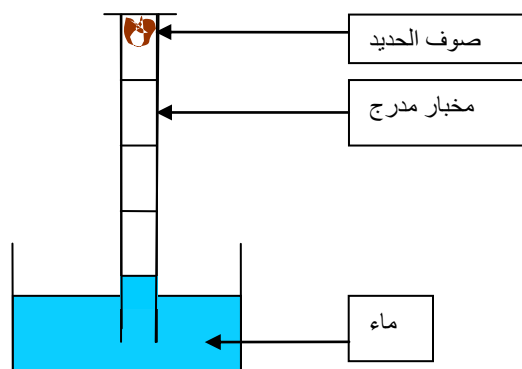 صوف الحديد
مخبار مدرج
ماء